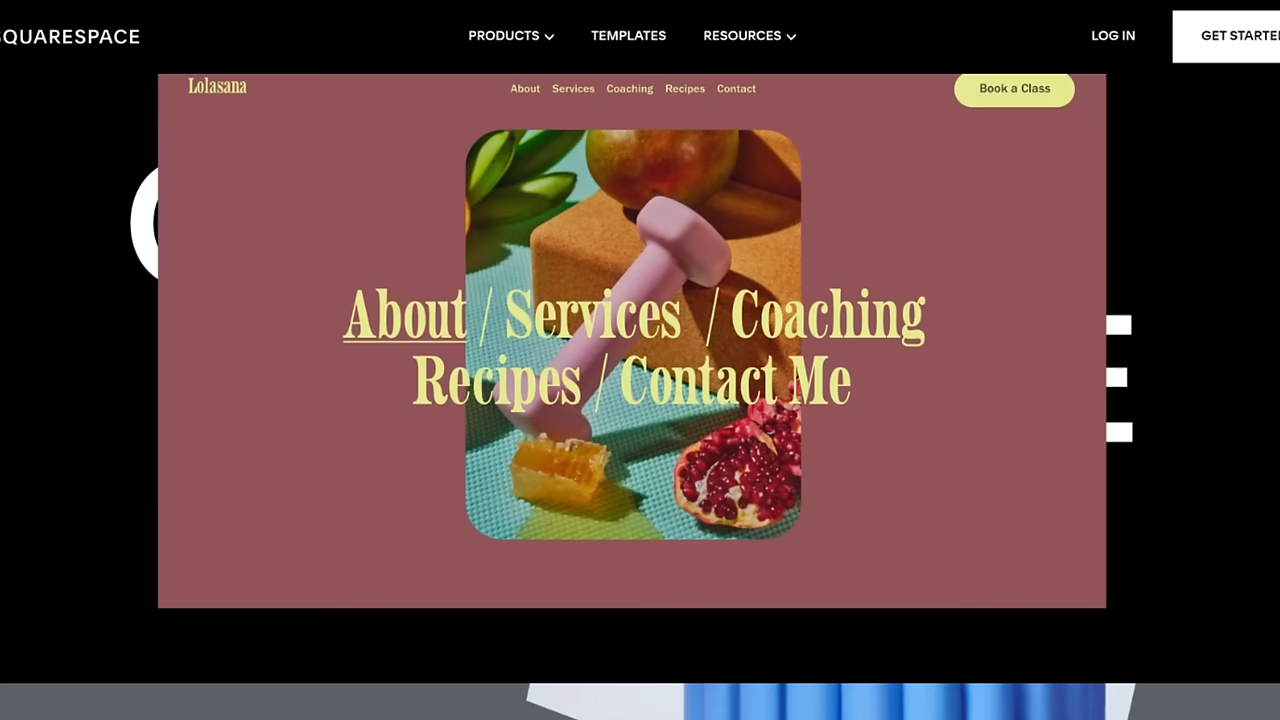 SQUARESPACE
PRODUCTS TEMPLATES RESOURCES LOG IN GET STARTE
Lolasana About Services Coaching Recipes Contact Book a Class
About / Services / Coaching
Recipes / Contact Me